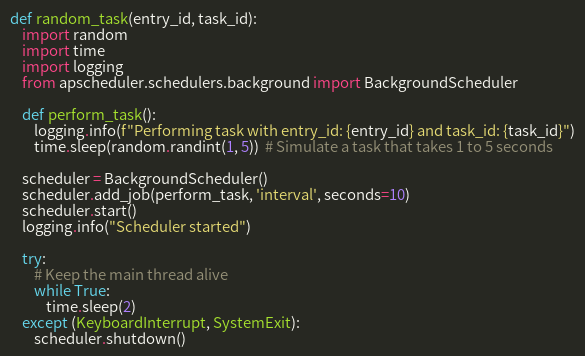 def random_task(entry_id, task_id):
    import random
    import time
    import logging
    from apscheduler.schedulers.background import BackgroundScheduler

    def perform_task():
        logging.info(f"Performing task with entry_id: {entry_id} and task_id: {task_id}")
        time.sleep(random.randint(1, 5))  # Simulate a task that takes 1 to 5 seconds

    scheduler = BackgroundScheduler()
    scheduler.add_job(perform_task, 'interval', seconds=10)
    scheduler.start()
    logging.info("Scheduler started")

    try:
        # Keep the main thread alive
        while True:
            time.sleep(2)
    except (KeyboardInterrupt, SystemExit):
        scheduler.shutdown()